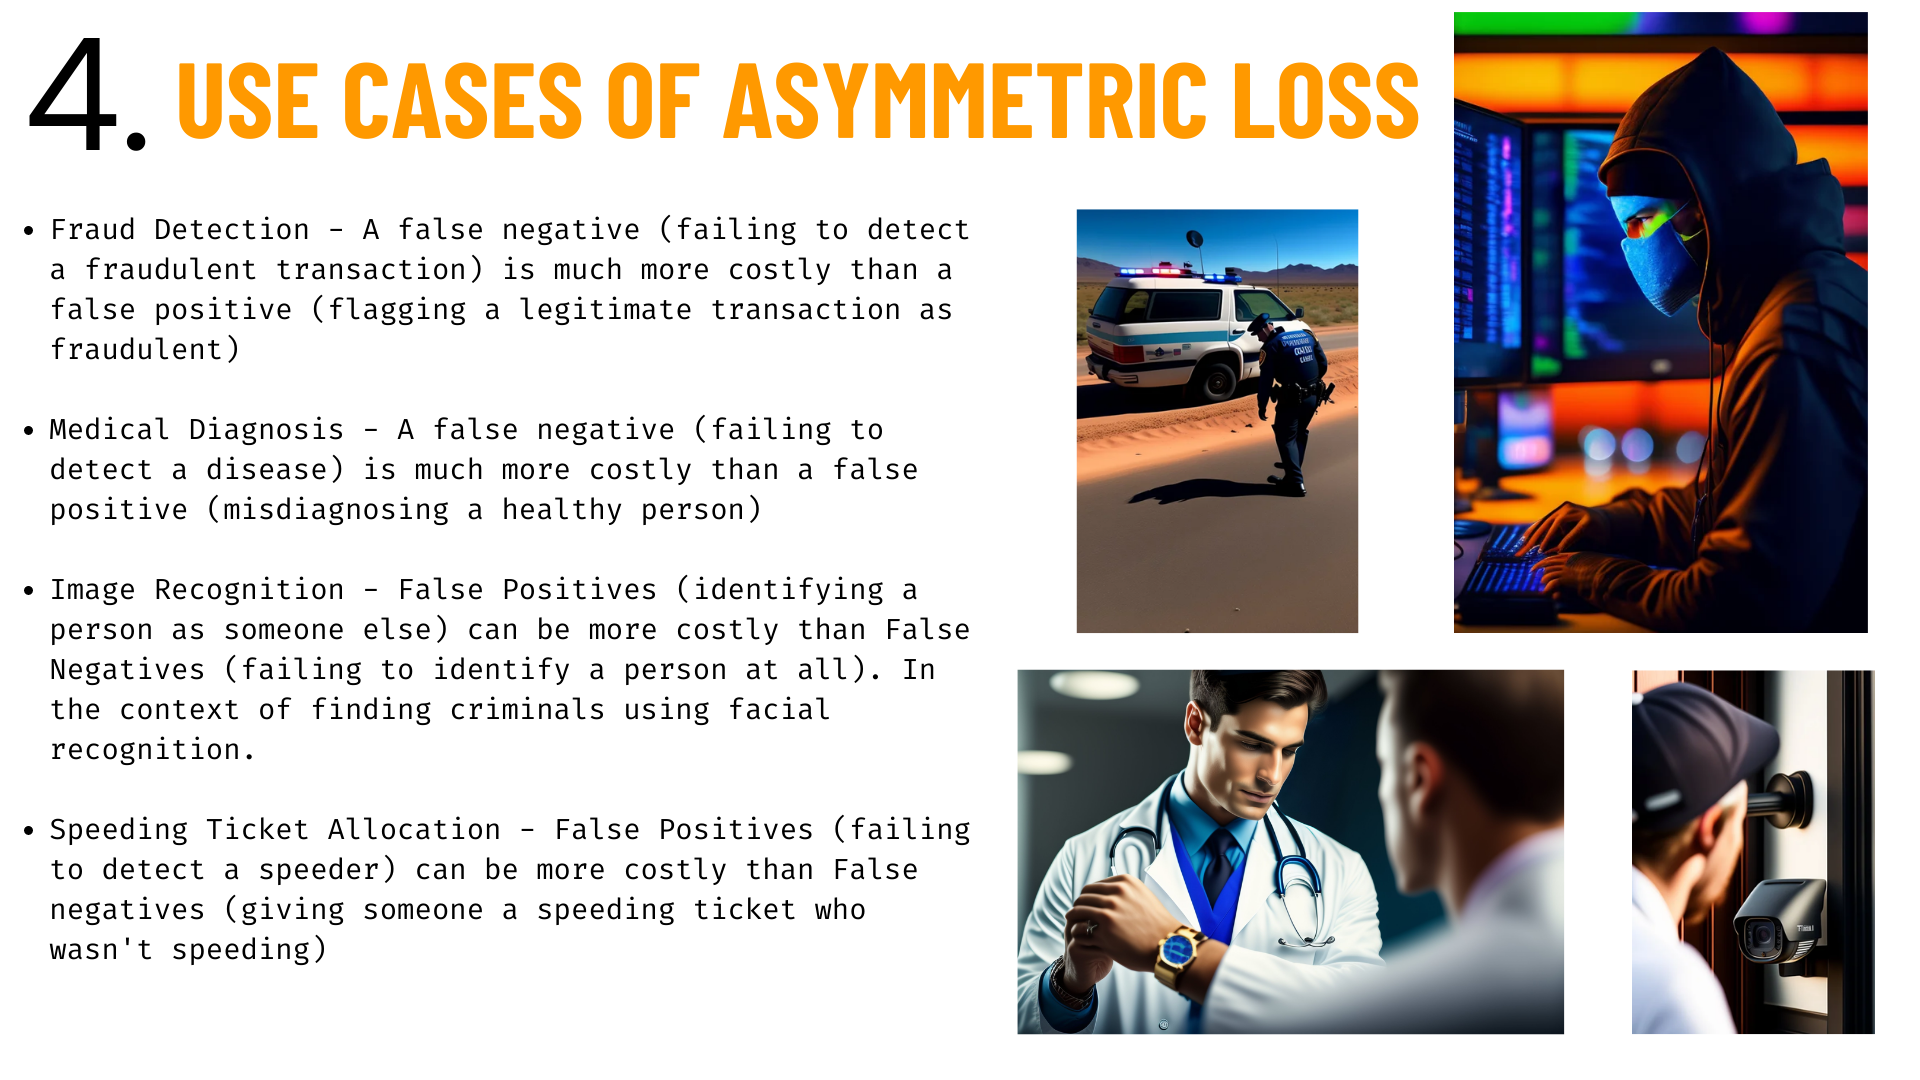 4. USE CASES OF ASYMMETRIC LOSS
• Fraud Detection - A false negative (failing to detect
a fraudulent transaction) is much more costly than a
false positive (flagging a legitimate transaction as
fraudulent)
• Medical Diagnosis - A false negative (failing to
detect a disease) is much more costly than a false
positive (misdiagnosing a healthy person)
• Image Recognition - False Positives (identifying a
person as someone else) can be more costly than False
Negatives (failing to identify a person at all). In
the context of finding criminals using facial
recognition.
• Speeding Ticket Allocation - False Positives (failing
to detect a speeder) can be more costly than False
negatives (giving someone a speeding ticket who
wasn't speeding)